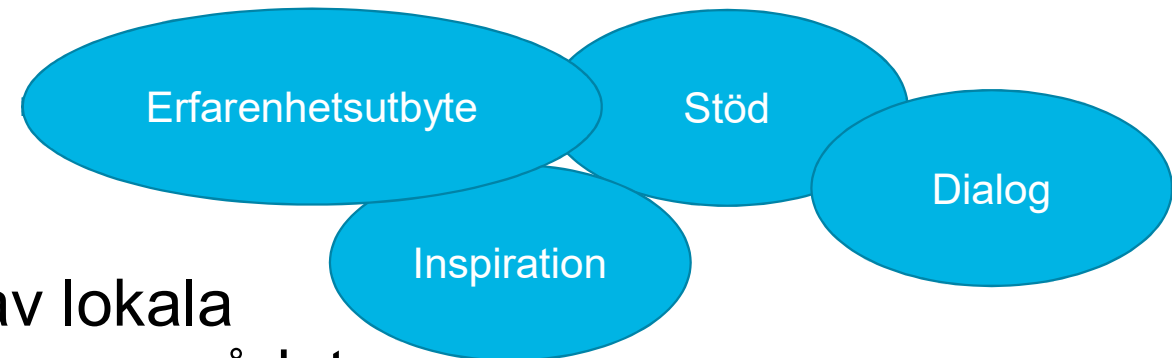 Erfarenhetsutbyte
Stöd
Dialog
Inspiration
av lokala